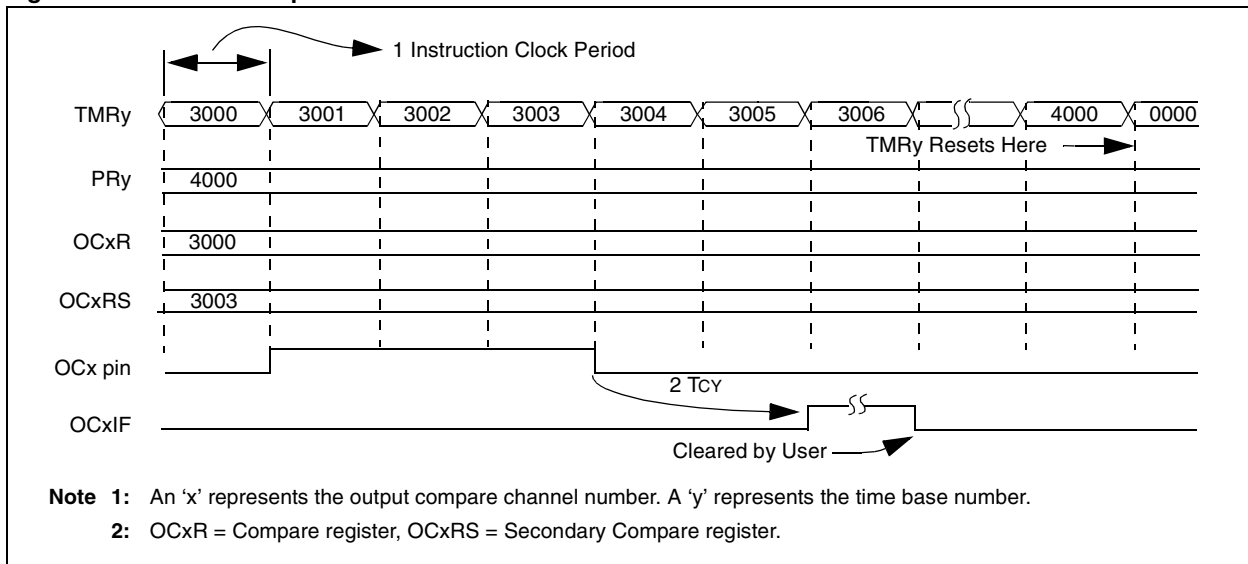 1 Instruction Clock Period
TMRy 3000 3001 3002 3003 3004 3005 3006 4000 0000
TMRy Resets Here
PRy 4000
OCxR 3000
OCxRS 3003
OCx pin
2 TCY
OCxIF
Cleared by User
Note 1: An ‘x’ represents the output compare channel number. A ‘y’ represents the time base number.
2: OCxR = Compare register, OCxRS = Secondary Compare register.